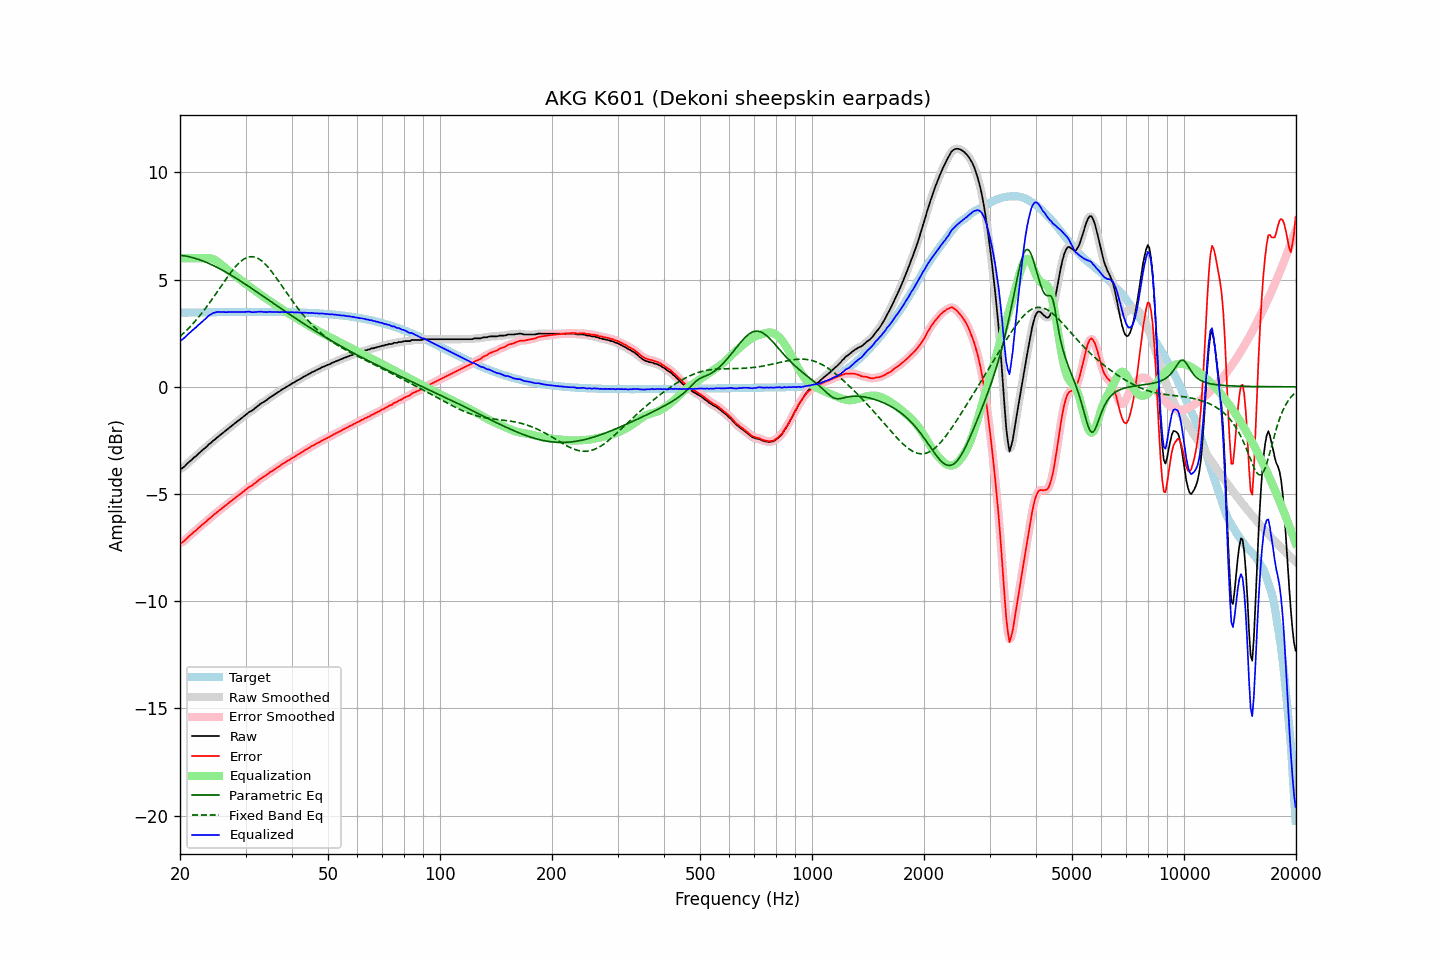 AKG K601 (Dekoni sheepskin earpads)
Amplitude (dBr)
10
5
0
−5
−10
−15
−20
Target
Raw Smoothed
Error Smoothed
Raw
Error
Equalization
Parametric Eq
Fixed Band Eq
Equalized
20 50 100 200 500 1000 2000 5000 10000 20000
Frequency (Hz)